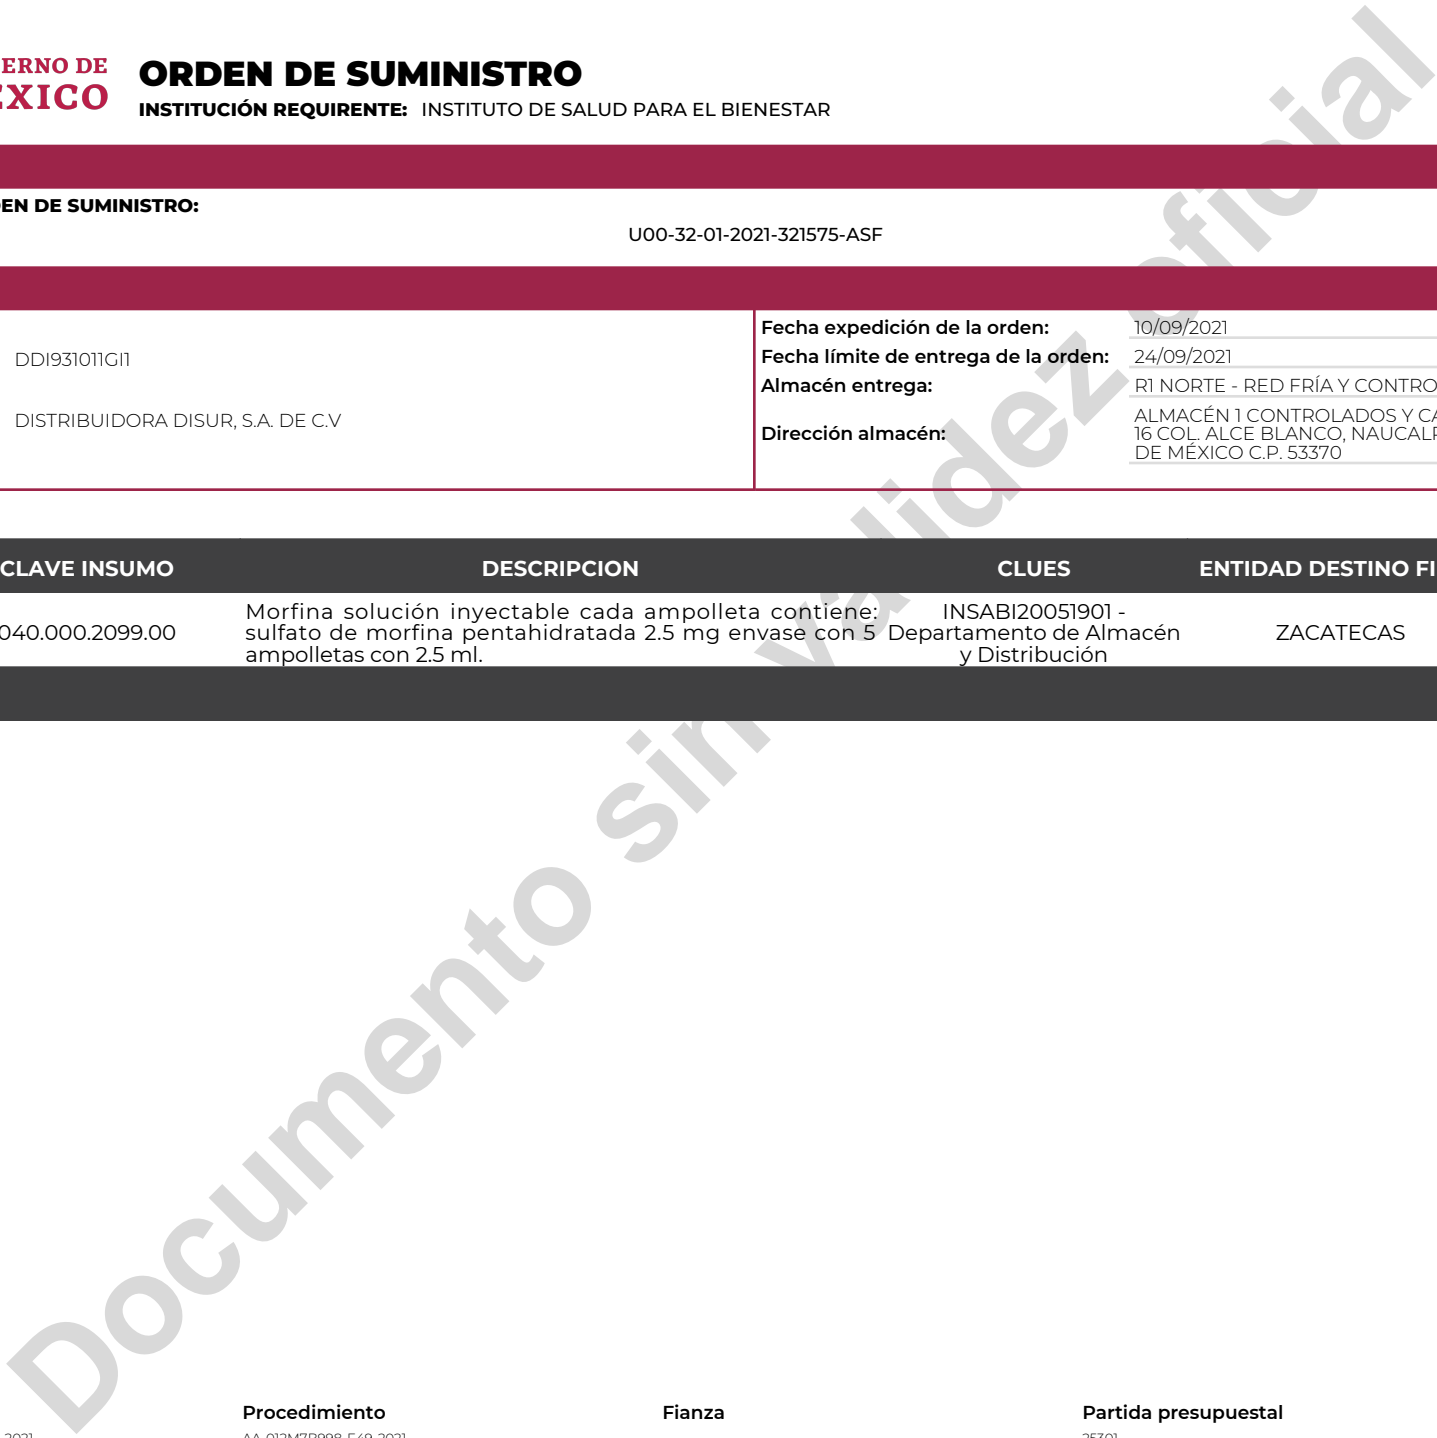 ERNO DE
EXICO
ORDEN DE SUMINISTRO
INSTITUCIÓN REQUIRENTE: INSTITUTO DE SALUD PARA EL BIENESTAR
EN DE SUMINISTRO:
U00-32-01-2021-321575-ASF
DDI931011GI1
DISTRIBUIDORA DISUR, S.A. DE C.V
Fecha expedición de la orden: 10/09/2021
Fecha límite de entrega de la orden: 24/09/2021
Almacén entrega: R1 NORTE - RED FRÍA Y CONTRO
Dirección almacén: ALMACÉN 1 CONTROLADOS Y CA
16 COL. ALCE BLANCO, NAUCALP
DE MÉXICO C.P. 53370
CLAVE INSUMO DESCRIPCION CLUES ENTIDAD DESTINO FI
040.000.2099.00
Morfina solución inyectable cada ampolleta contiene:
sulfato de morfina pentahidratada 2.5 mg envase con 5
ampolletas con 2.5 ml.
INSABI20051901 -
Departamento de Almacén
y Distribución
ZACATECAS
Documento sin validez oficial
Procedimiento Fianza Partida presupuestal